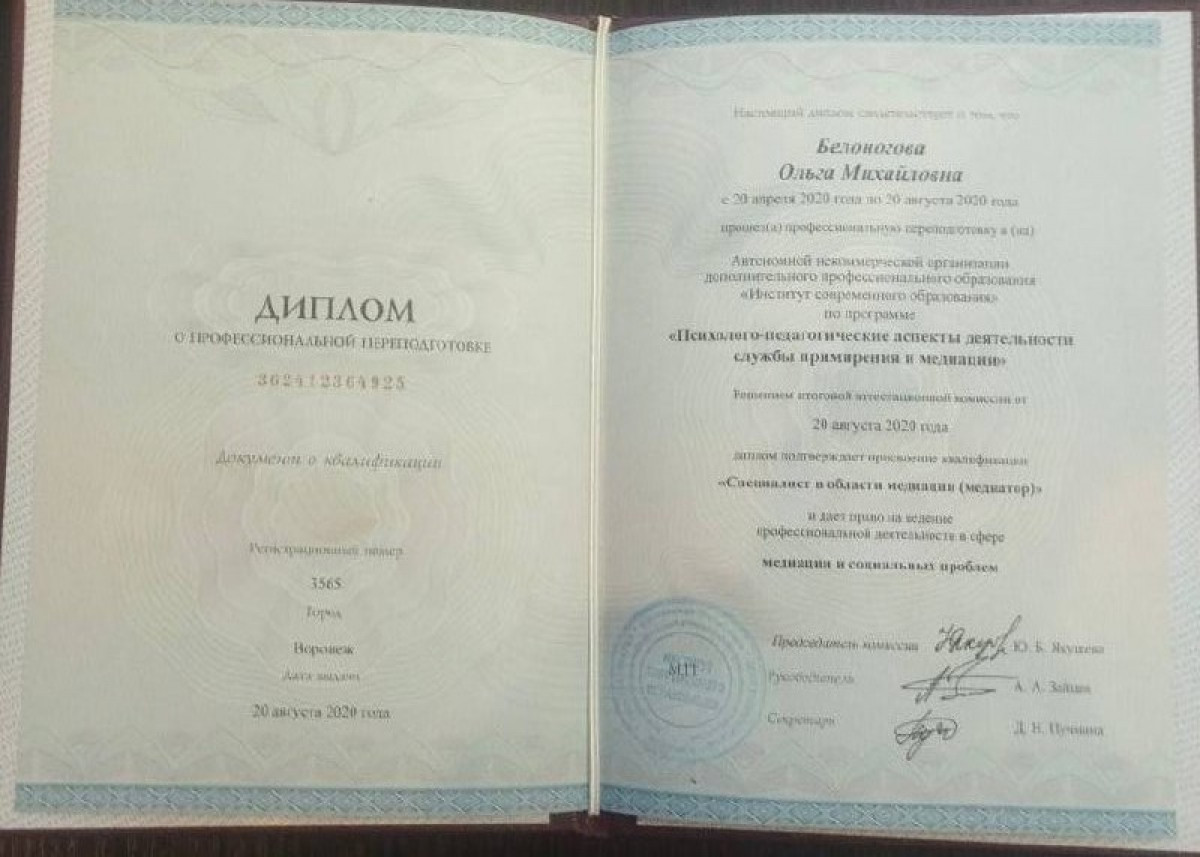 ДИПЛОМ
О ПРОФЕССИОНАЛЬНОЙ ПЕРЕПОДГОТОВКЕ
362412364925
Документ о квалификации
Регистрационный номер
3565
Город
Воронеж
Дата выдачи
20 августа 2020 года
Настоящий диплом свидетельствует о том, что
Белоногова
Ольга Михайловна
с 20 апреля 2020 года по 20 августа 2020 года
прошел(а) профессиональную переподготовку в (на)
Автономной некоммерческой организации
дополнительного профессионального образования
«Институт современного образования»
по программе
«Психолого-педагогические аспекты деятельности
службы примирения и медиации»
Решением итоговой аттестационной комиссии от
20 августа 2020 года
диплом подтверждает присвоение квалификации
«Специалист в области медиации (медиатор)»
и дает право на ведение
профессиональной деятельности в сфере
медиации и социальных проблем
Председатель комиссии Ю. Б. Якушева
МП
Руководитель А. А. Зайцев
Секретарь Д. Н.